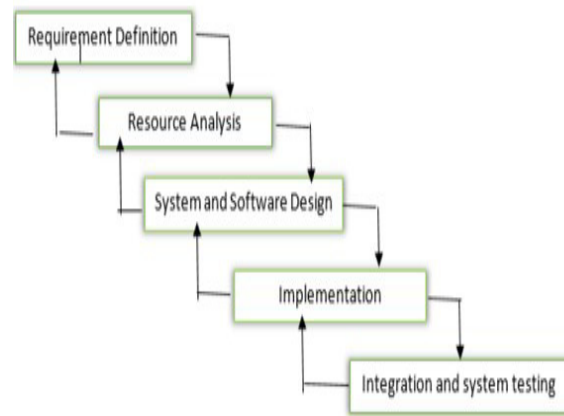 Requirement Definition
Resource Analysis
System and Software Design
Implementation
Integration and system testing